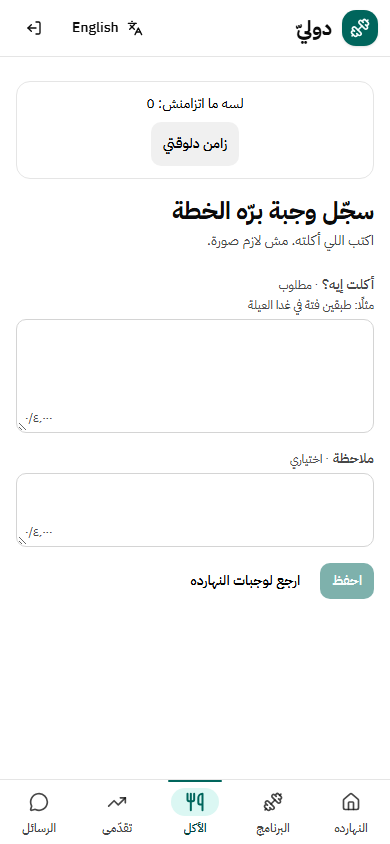 دوليّ
English
لسه ما اتزامنش: 0
زامن دلوقتي
سجّل وجبة برّه الخطة
اكتب اللي أكلته. مش لازم صورة.
أكلت إيه؟ · مطلوب
مثلًا: طبقين فتة في غدا العيلة
٠/٤٬٠٠٠
ملاحظة · اختياري
٠/٤٬٠٠٠
احفظ
ارجع لوجبات النهارده
النهارده
البرنامج
الأكل
تقدّمى
الرسائل